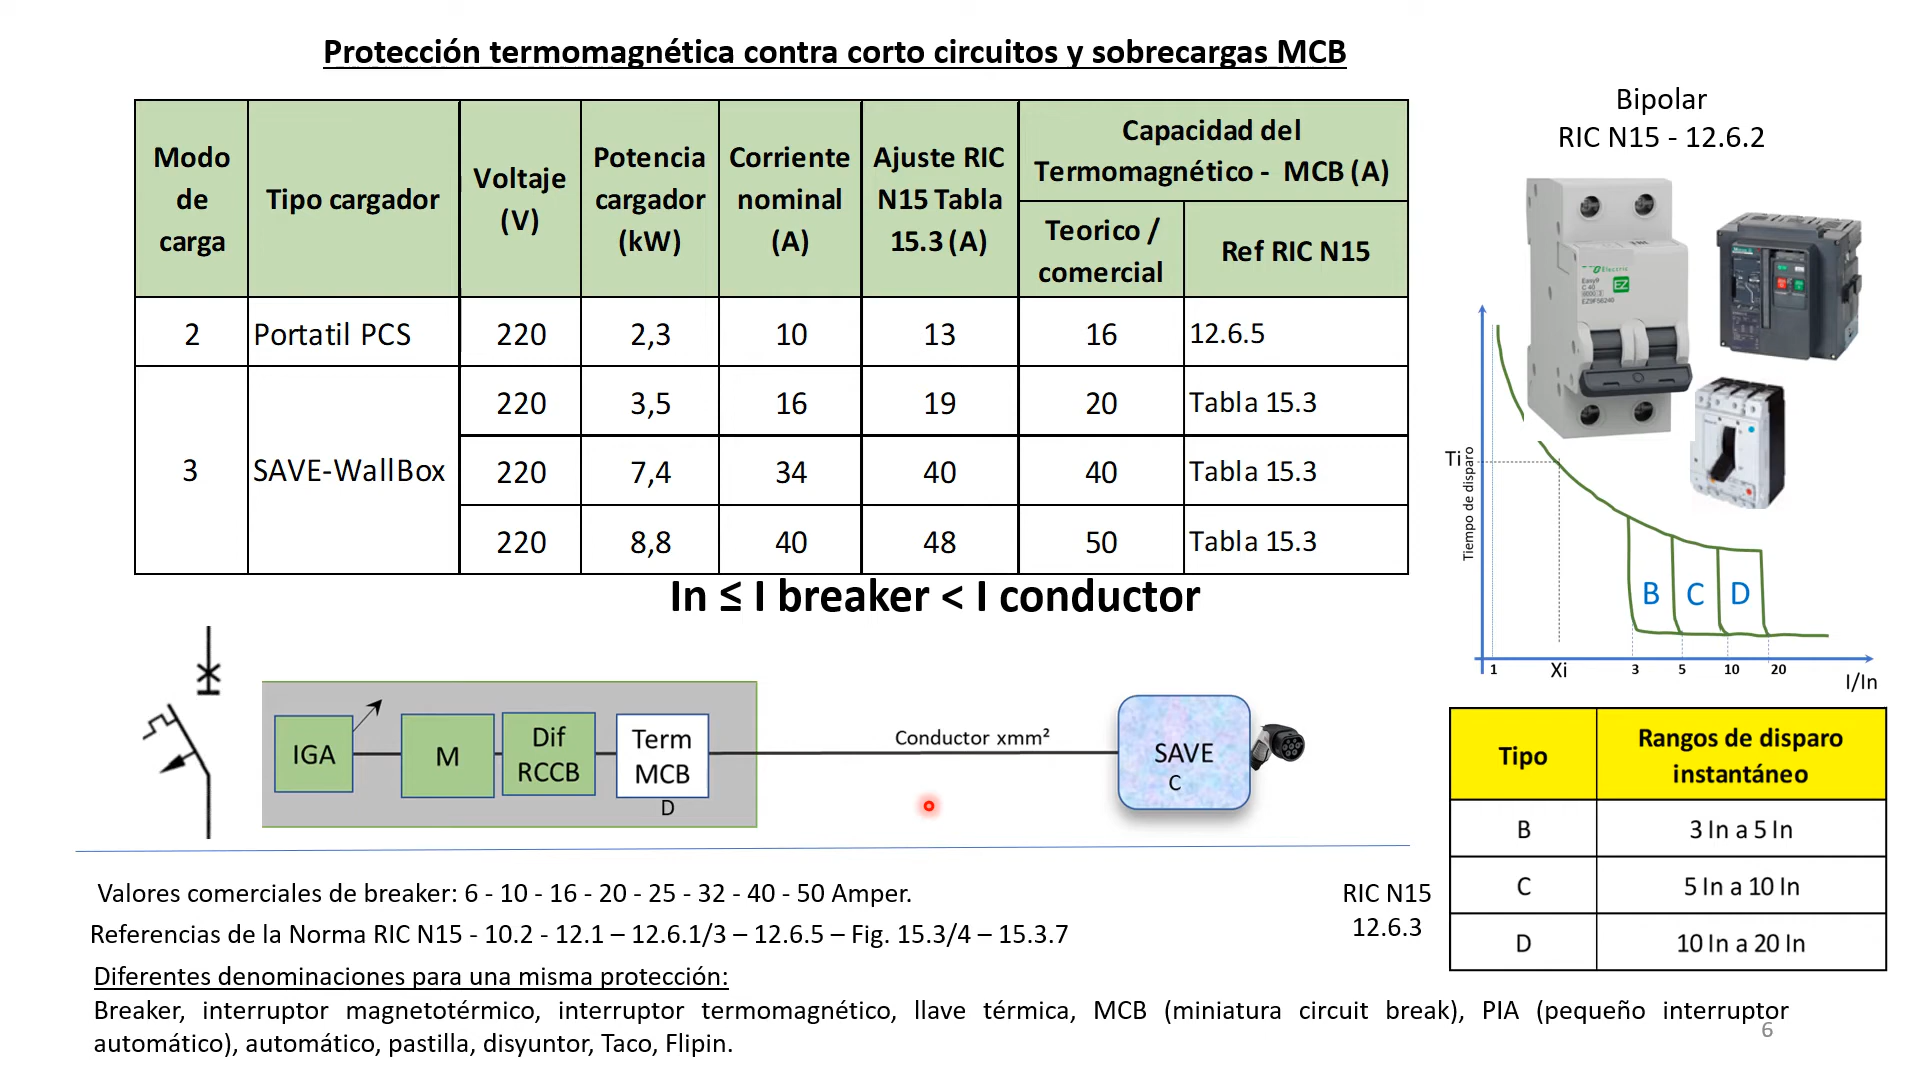 Protección termomagnética contra corto circuitos y sobrecargas MCB
Modo de carga
Tipo cargador
Voltaje (V)
Potencia cargador (kW)
Corriente nominal (A)
Ajuste RIC N15 Tabla 15.3 (A)
Capacidad del Termomagnético - MCB (A)
Teorico / comercial
Ref RIC N15
2 Portatil PCS 220 2,3 10 13 16 12.6.5
3 SAVE-WallBox 220 3,5 16 19 20 Tabla 15.3
220 7,4 34 40 40 Tabla 15.3
220 8,8 40 48 50 Tabla 15.3
In ≤ I breaker < I conductor
Bipolar
RIC N15 - 12.6.2
Electric
Easy9
C 40
EZ
EZ9F56240
Ti
Tiempo de disparo
B C D
1 Xi 3 5 10 20
I/In
IGA
M
Dif
RCCB
Term
MCB
D
Conductor xmm²
SAVE
C
Tipo Rangos de disparo instantáneo
B 3 In a 5 In
C 5 In a 10 In
D 10 In a 20 In
RIC N15
12.6.3
Valores comerciales de breaker: 6 - 10 - 16 - 20 - 25 - 32 - 40 - 50 Amper.
Referencias de la Norma RIC N15 - 10.2 - 12.1 – 12.6.1/3 – 12.6.5 – Fig. 15.3/4 – 15.3.7
Diferentes denominaciones para una misma protección:
Breaker, interruptor magnetotérmico, interruptor termomagnético, llave térmica, MCB (miniatura circuit break), PIA (pequeño interruptor
automático), automático, pastilla, disyuntor, Taco, Flipin.
6